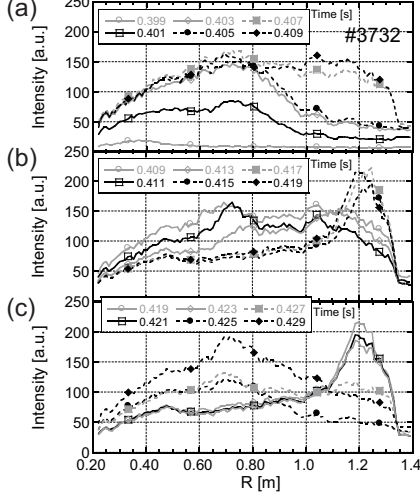 (a)
Time [s]
0.399 0.403 0.407
0.401 0.405 0.409
#3732
Intensity [a.u.]
250
200
150
100
50
(b)
Time [s]
0.409 0.413 0.417
0.411 0.415 0.419
Intensity [a.u.]
250
200
150
100
50
(c)
Time [s]
0.419 0.423 0.427
0.421 0.425 0.429
Intensity [a.u.]
250
200
150
100
50
0
0.20 0.40 0.60 0.80 1.0 1.2 1.4
R [m]